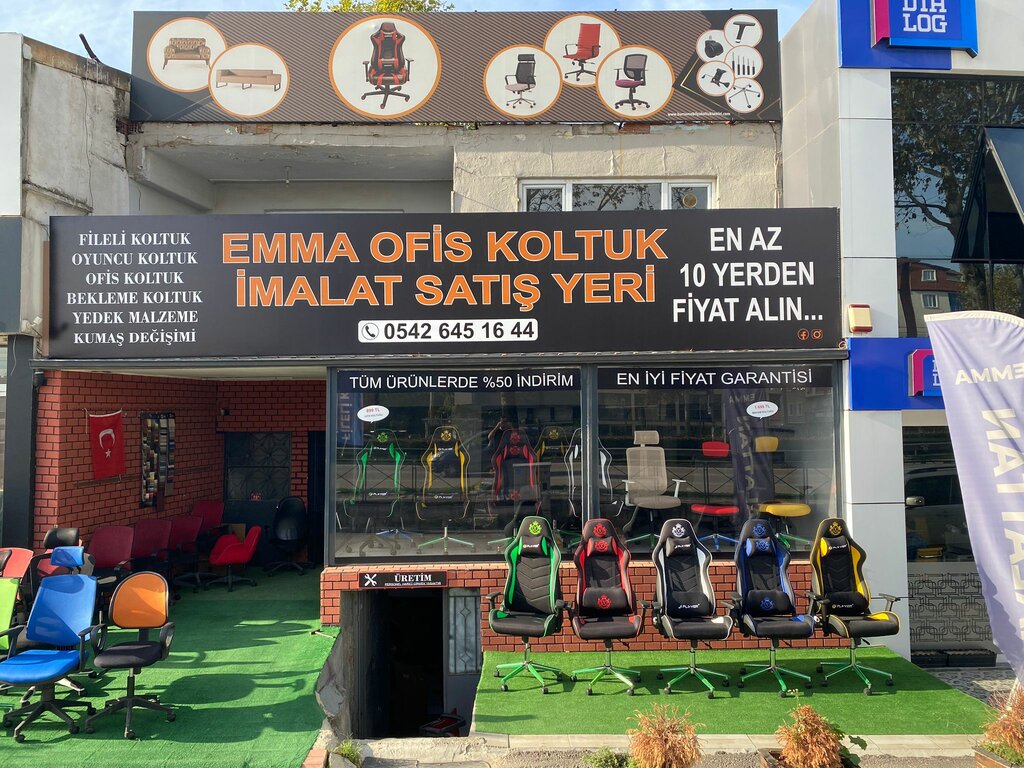 DIA
LOG
FİLELİ KOLTUK
OYUNCU KOLTUK
OFİS KOLTUK
BEKLEME KOLTUK
YEDEK MALZEME
KUMAŞ DEĞİŞİMİ
EMMA OFİS KOLTUK
İMALAT SATIŞ YERİ
0542 645 16 44
EN AZ
10 YERDEN
FİYAT ALIN...
TÜM ÜRÜNLERDE %50 İNDİRİM
EN İYİ FİYAT GARANTİSİ
ÜRETİM
EMMA